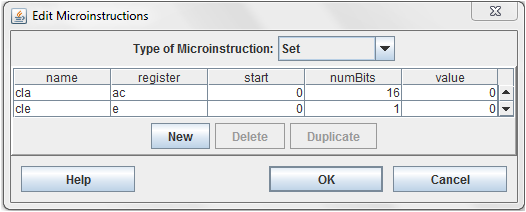 Edit Microinstructions
Type of Microinstruction: Set
name register start numBits value
cla ac 0 16 0
cle e 0 1 0
New Delete Duplicate
Help OK Cancel